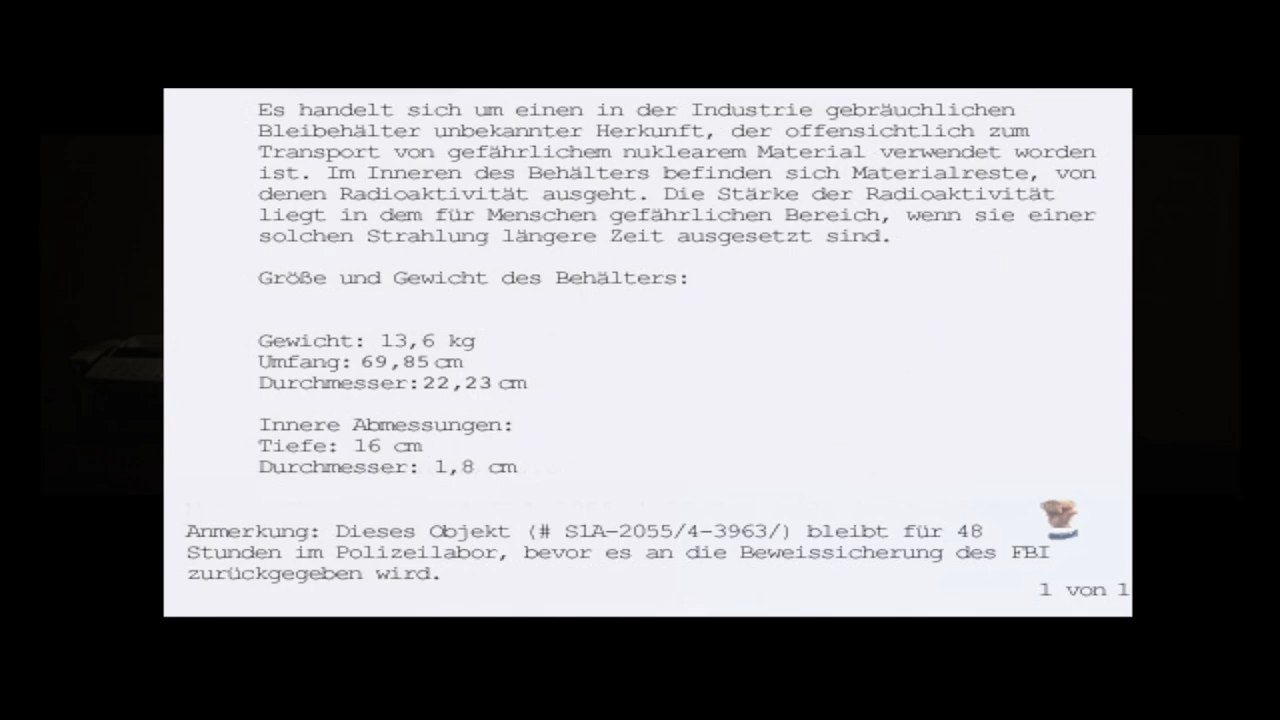 Es handelt sich um einen in der Industrie gebräuchlichen
Bleibehälter unbekannter Herkunft, der offensichtlich zum
Transport von gefährlichem nuklearem Material verwendet worden
ist. Im Inneren des Behälters befinden sich Materialreste, von
denen Radioaktivität ausgeht. Die Stärke der Radioaktivität
liegt in dem für Menschen gefährlichen Bereich, wenn sie einer
solchen Strahlung längere Zeit ausgesetzt sind.
Größe und Gewicht des Behälters:
Gewicht: 13,6 kg
Umfang: 69,85 cm
Durchmesser: 22,23 cm
Innere Abmessungen:
Tiefe: 16 cm
Durchmesser: 1,8 cm
Anmerkung: Dieses Objekt (# S1A-2055/4-3963/) bleibt für 48
Stunden im Polizeilabor, bevor es an die Beweissicherung des FBI
zurückgegeben wird.
1 von 1